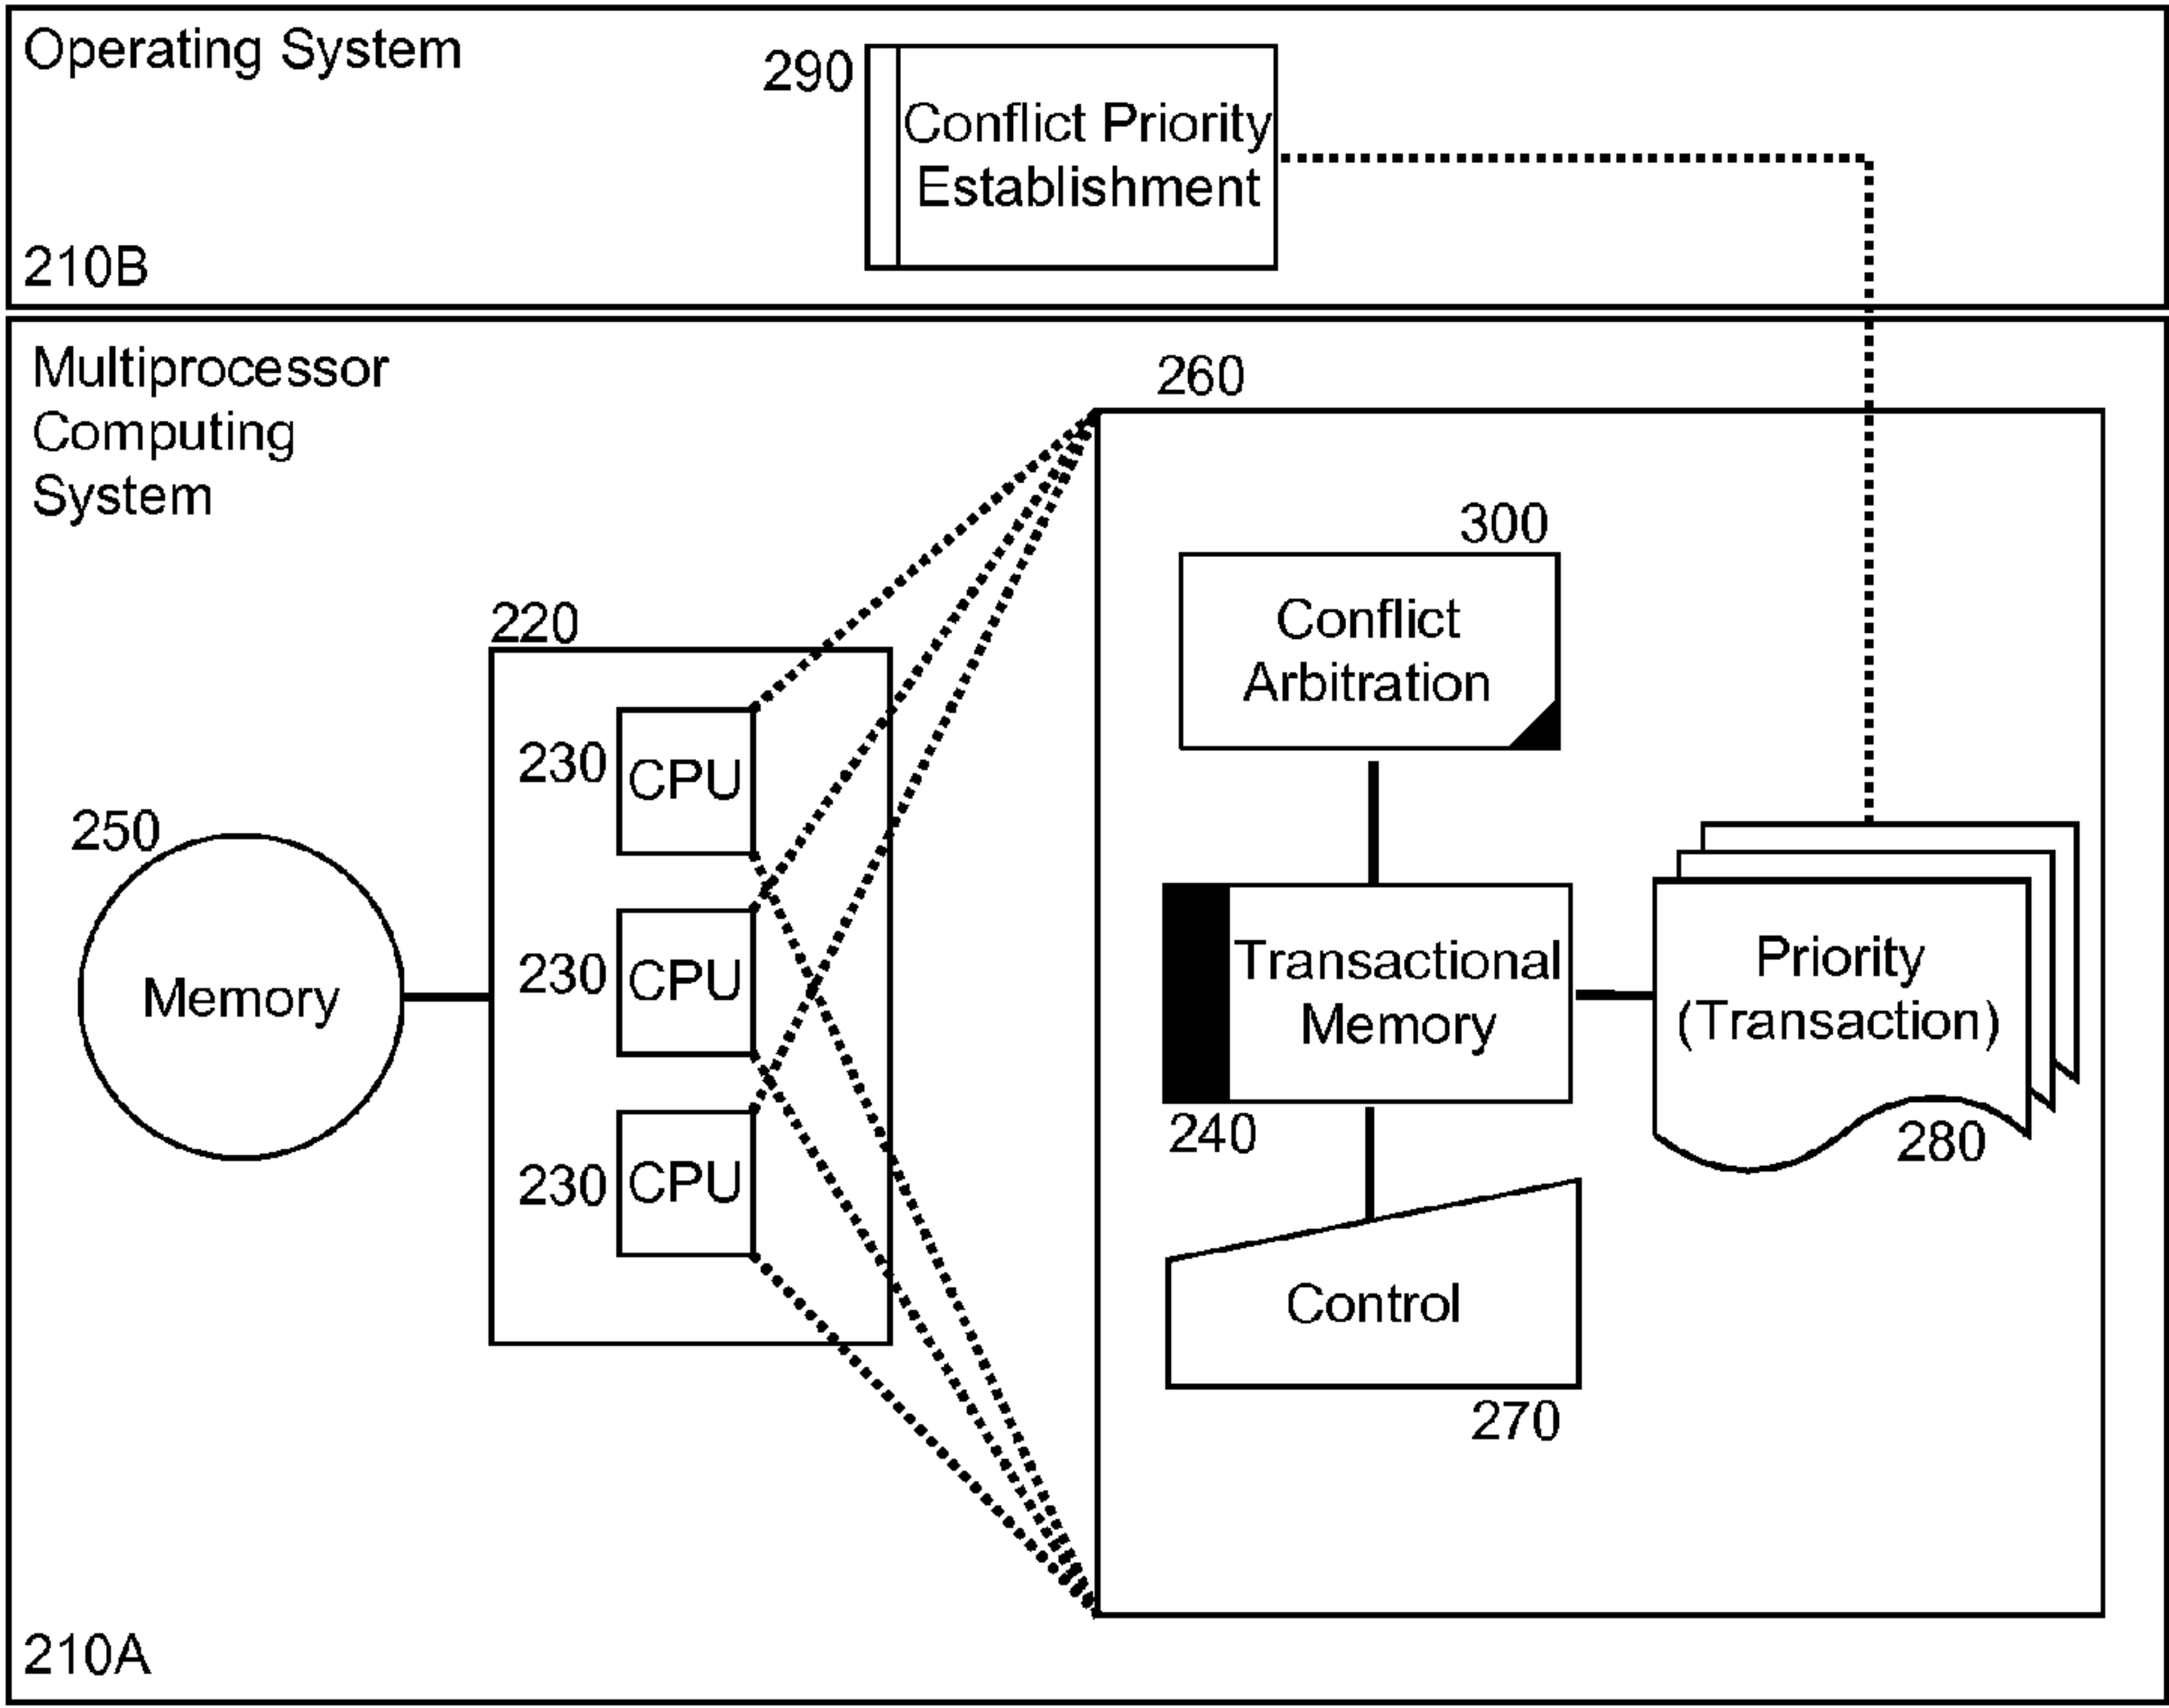 Operating System
290
Conflict Priority
Establishment
210B
Multiprocessor
Computing
System
260
300
Conflict
Arbitration
220
230
CPU
250
Memory
230
CPU
Transactional
Memory
240
Priority
(Transaction)
280
230
CPU
Control
270
210A